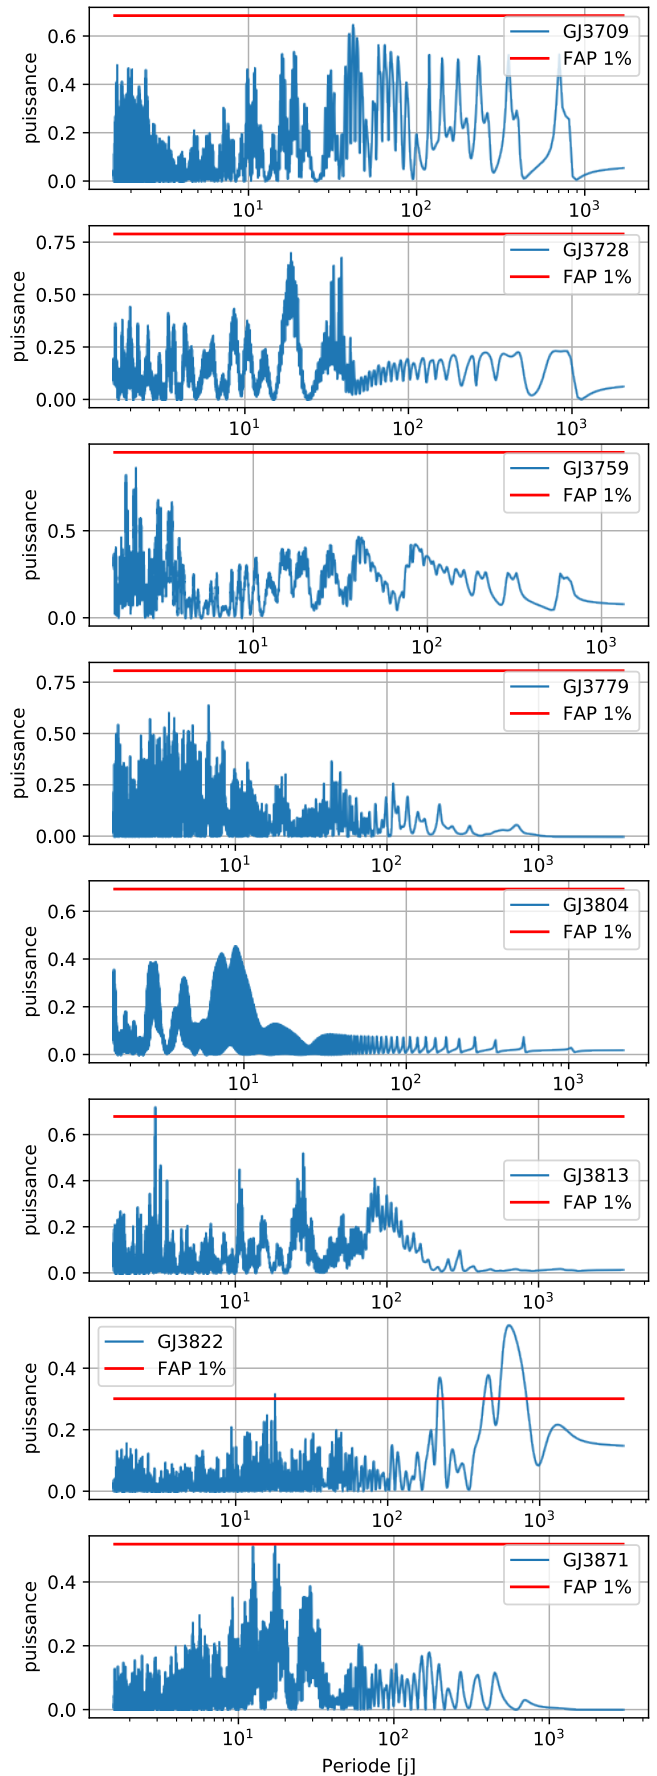 GJ3709
FAP 1%
puissance
0.6
0.4
0.2
0.0
10¹ 10² 10³
GJ3728
FAP 1%
puissance
0.75
0.50
0.25
0.00
10¹ 10² 10³
GJ3759
FAP 1%
puissance
0.5
0.0
10¹ 10² 10³
GJ3779
FAP 1%
puissance
0.75
0.50
0.25
0.00
10¹ 10² 10³
GJ3804
FAP 1%
puissance
0.6
0.4
0.2
0.0
10¹ 10² 10³
GJ3813
FAP 1%
puissance
0.6
0.4
0.2
0.0
10¹ 10² 10³
GJ3822
FAP 1%
puissance
0.4
0.2
0.0
10¹ 10² 10³
GJ3871
FAP 1%
puissance
0.4
0.2
0.0
10¹ 10² 10³
Periode [j]